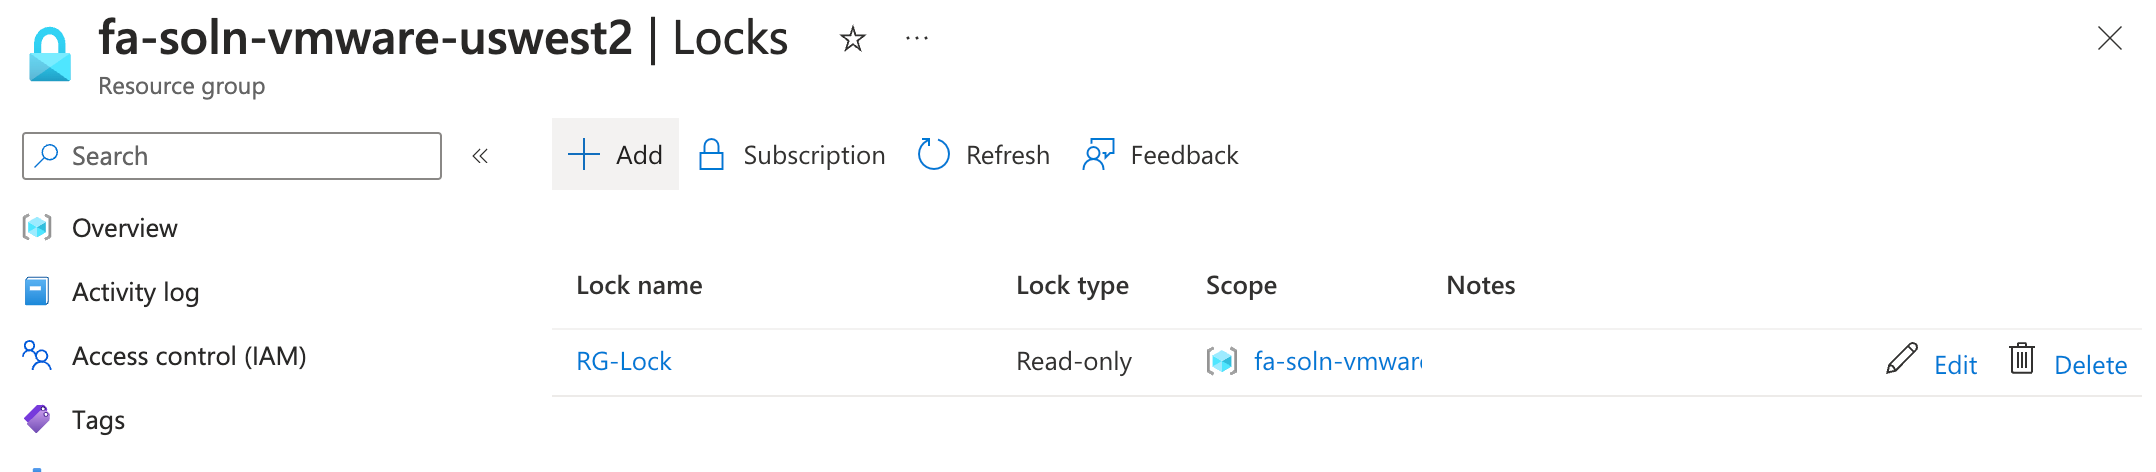 fa-soln-vmware-uswest2 | Locks
Resource group
Search
Overview
Activity log
Access control (IAM)
Tags
Add
Subscription
Refresh
Feedback
Lock name Lock type Scope Notes
RG-Lock Read-only fa-soln-vmware Edit Delete